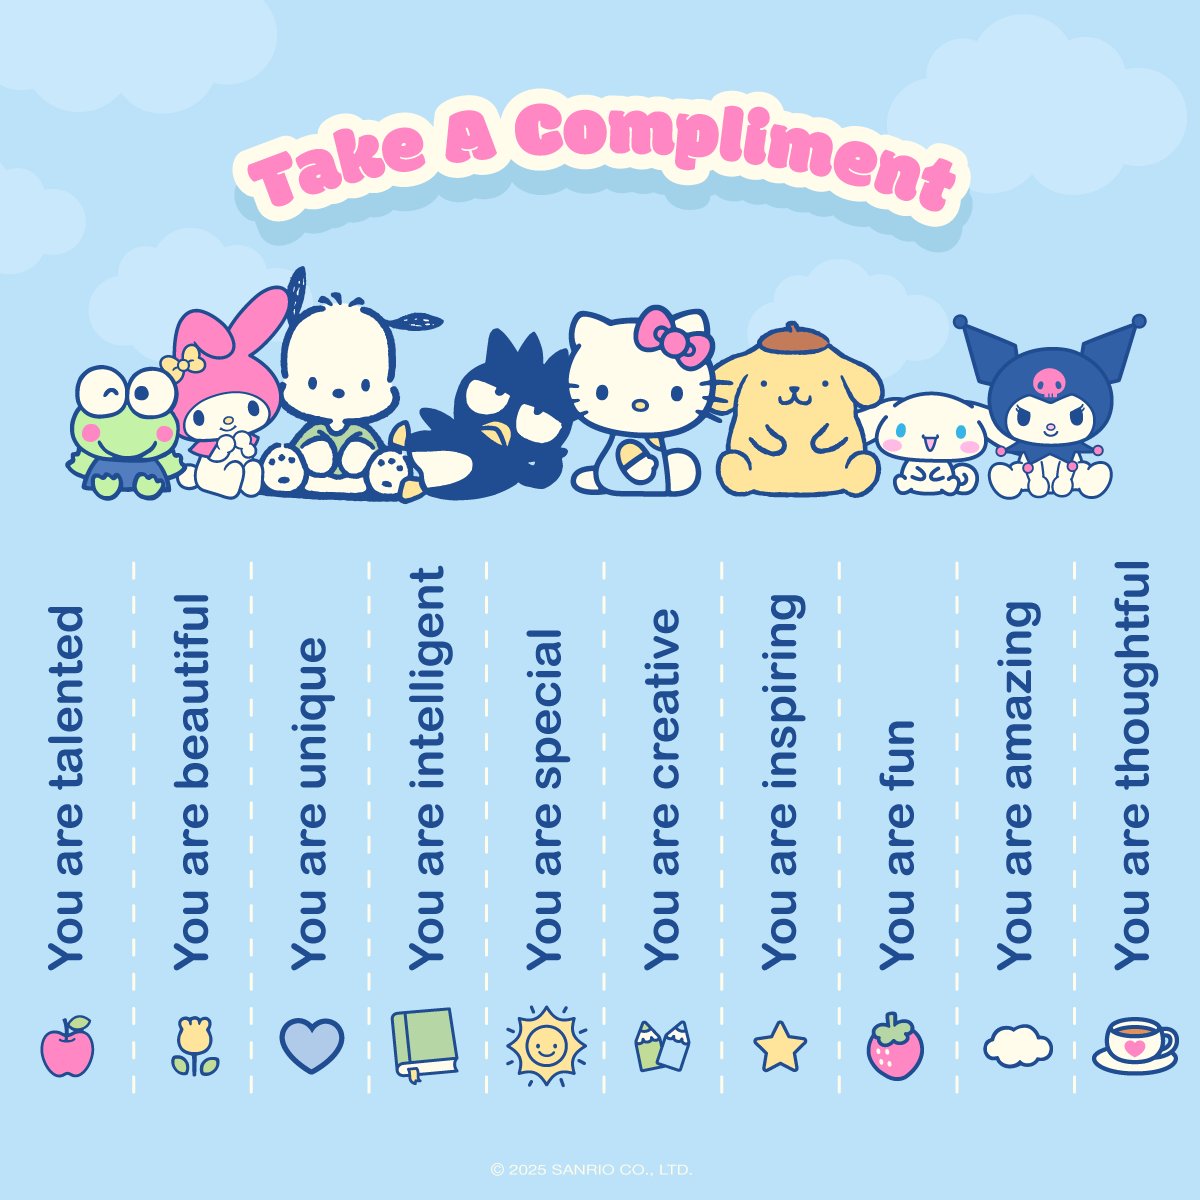 Take A Compliment
You are talented
You are beautiful
You are unique
You are intelligent
You are special
You are creative
You are inspiring
You are fun
You are amazing
You are thoughtful
© 2025 SANRIO CO., LTD.